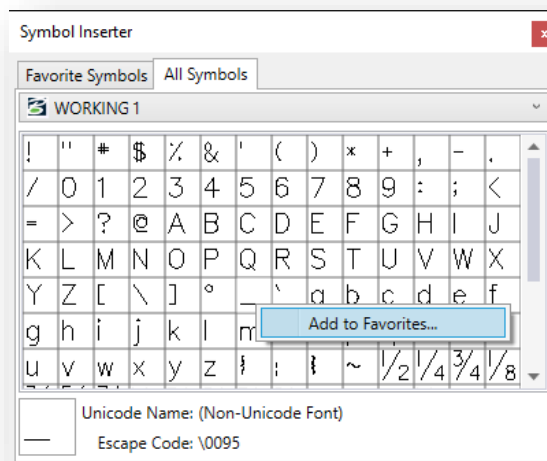 Symbol Inserter
x
Favorite Symbols All Symbols
WORKING 1
! " # $ % & ' ( ) * + , - .
/ 0 1 2 3 4 5 6 7 8 9 : ; <
= > ? @ A B C D E F G H I J
K L M N O P Q R S T U V W X
Y Z [ \ ] ° _ ` a b c d e f
g h i j k l m
Add to Favorites...
u v w x y z { ¦ } ~ 1/2 1/4 3/4 1/8
Unicode Name: (Non-Unicode Font)
Escape Code: \0095